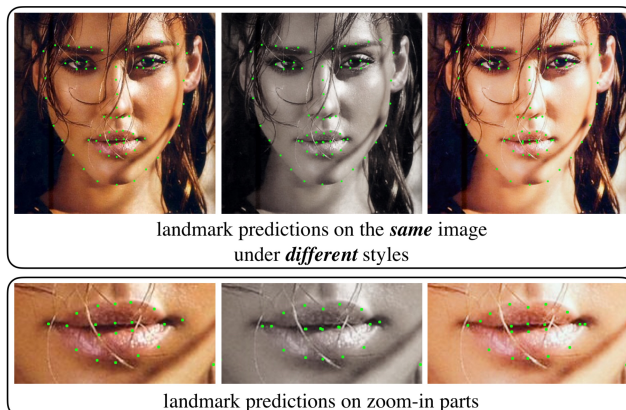 landmark predictions on the same image
under different styles
landmark predictions on zoom-in parts